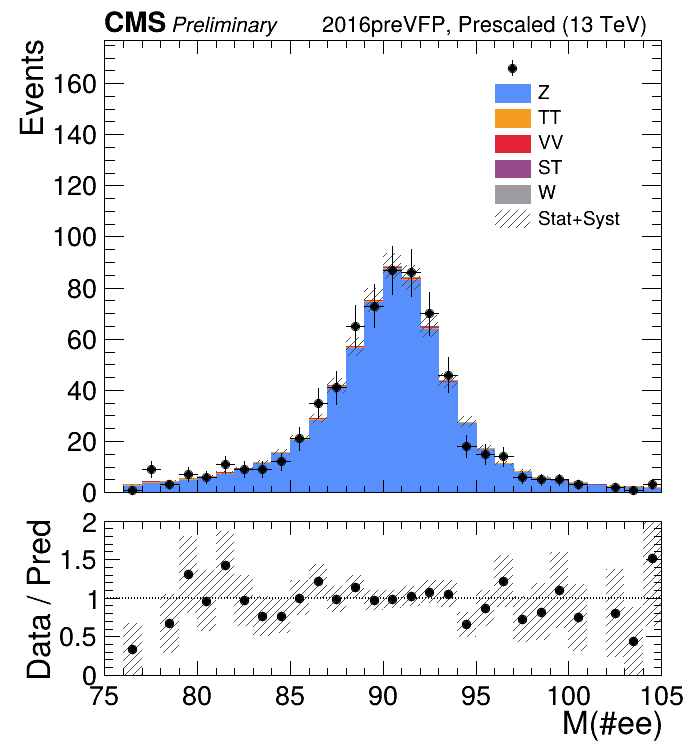 CMS Preliminary 2016preVFP, Prescaled (13 TeV)
Events
160
140
120
100
80
60
40
20
0
Z
TT
VV
ST
W
Stat+Syst
Data / Pred
2
1.5
1
0.5
0
75 80 85 90 95 100 105
M(#ee)